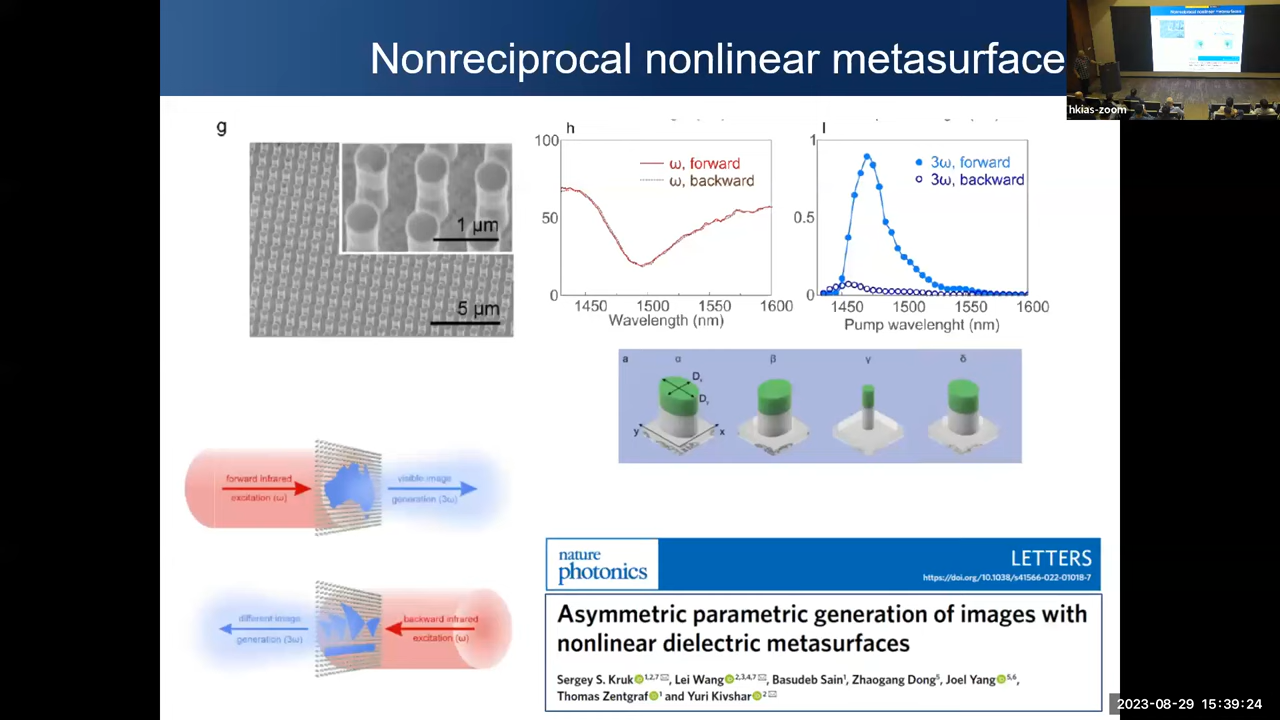 Nonreciprocal nonlinear metasurface
hkias-zoom
g
1 µm
5 µm
h
100
50
0
ω, forward
ω, backward
1450 1500 1550 1600
Wavelength (nm)
1
0.5
0
3ω, forward
3ω, backward
1450 1500 1550 1600
Pump wavelenght (nm)
a α β γ δ
y x
forward infrared
excitation (ω)
visible image
generation (3ω)
different image
generation (3ω)
backward infrared
excitation (ω)
nature
photonics
LETTERS
https://doi.org/10.1038/s41566-022-01018-7
Asymmetric parametric generation of images with
nonlinear dielectric metasurfaces
Sergey S. Kruk 1,2,7, Lei Wang 2,3,4,7, Basudeb Sain1, Zhaogang Dong5, Joel Yang 5,6,
Thomas Zentgraf 1 and Yuri Kivshar 2
2023-08-29 15:39:24